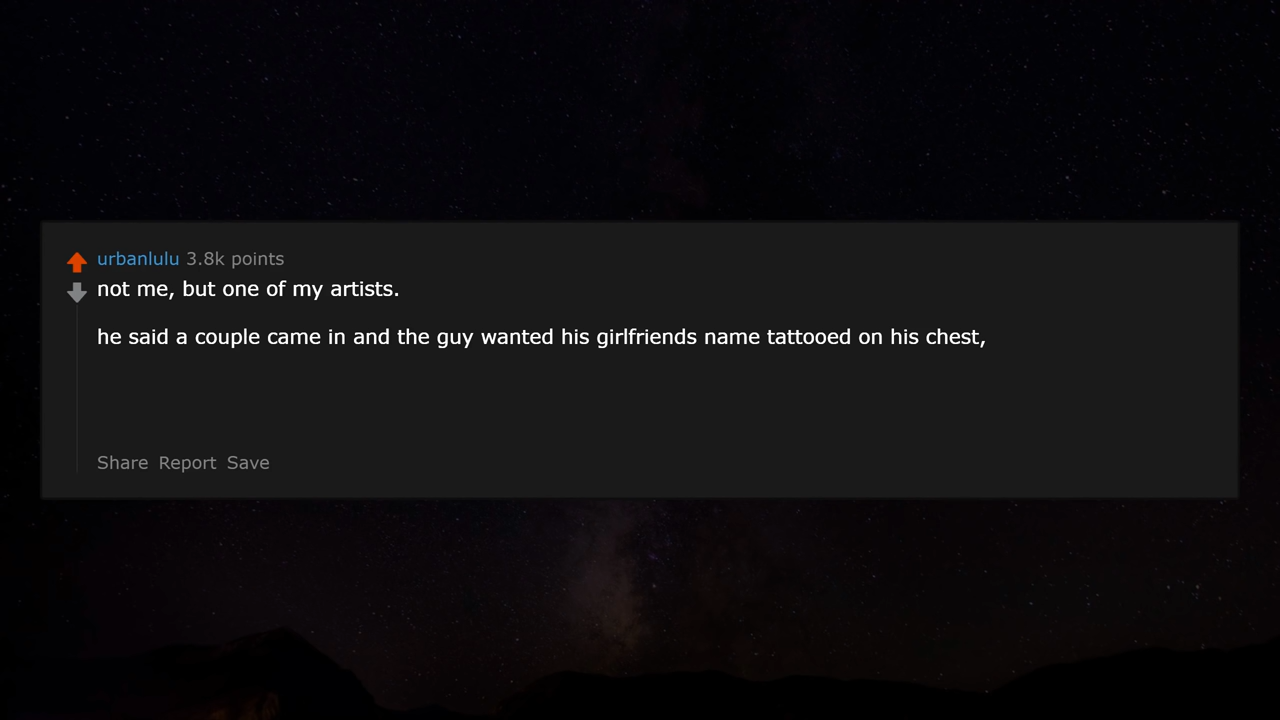 urbanlulu 3.8k points
not me, but one of my artists.
he said a couple came in and the guy wanted his girlfriends name tattooed on his chest,
Share Report Save